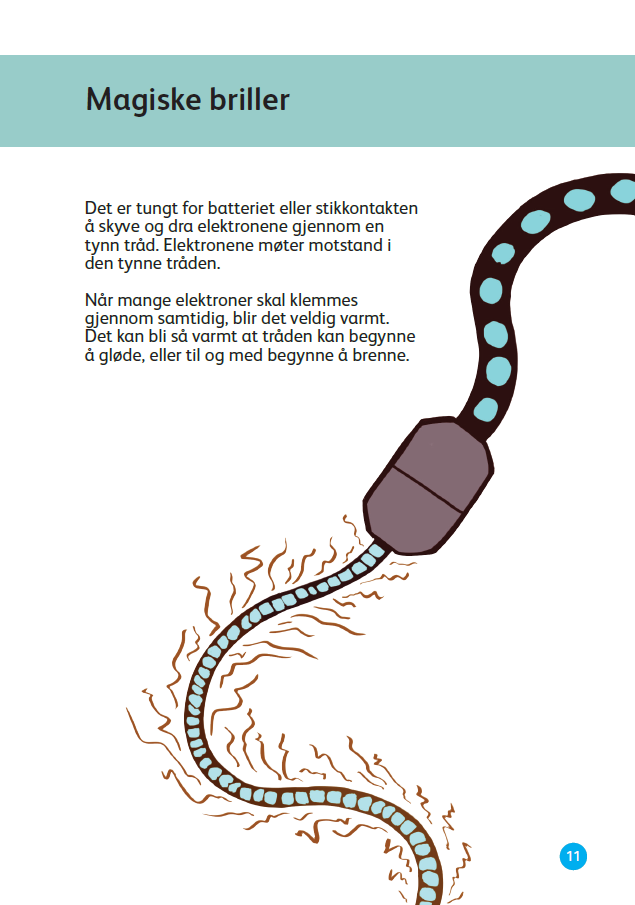 Magiske briller
Det er tungt for batteriet eller stikkontakten
å skyve og dra elektronene gjennom en
tynn tråd. Elektronene møter motstand i
den tynne tråden.
Når mange elektroner skal klemmes
gjennom samtidig, blir det veldig varmt.
Det kan bli så varmt at tråden kan begynne
å gløde, eller til og med begynne å brenne.
11